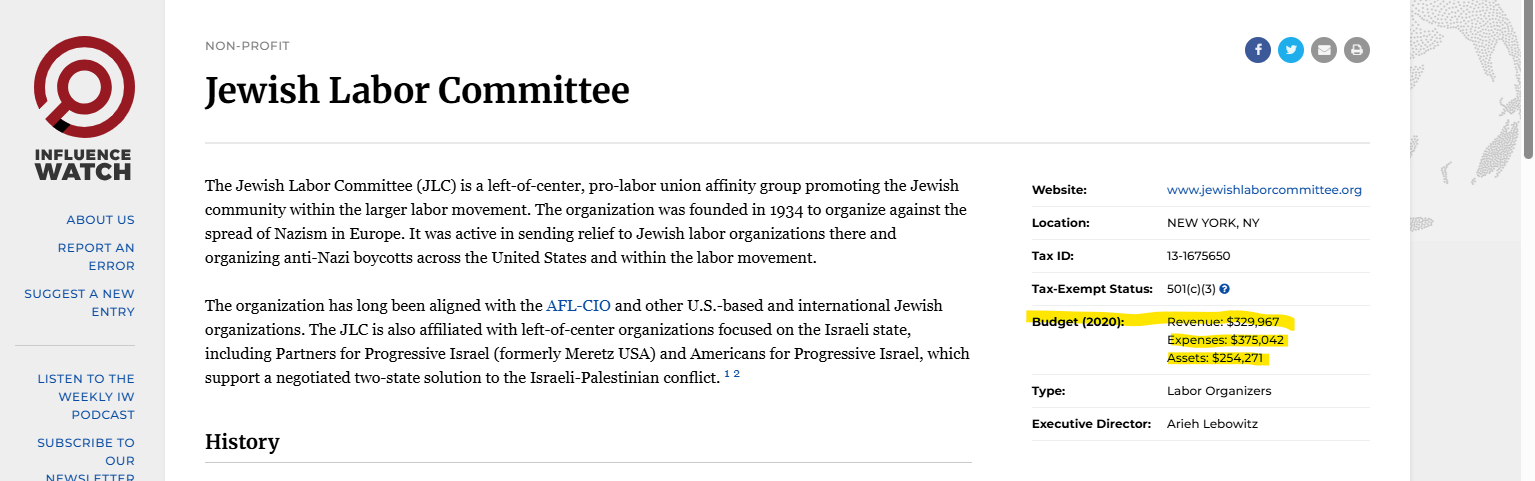 INFLUENCE
WATCH
ABOUT US
REPORT AN
ERROR
SUGGEST A NEW
ENTRY
LISTEN TO THE
WEEKLY IW
PODCAST
SUBSCRIBE TO
OUR
NEWSLETTER
NON-PROFIT
Jewish Labor Committee
The Jewish Labor Committee (JLC) is a left-of-center, pro-labor union affinity group promoting the Jewish
community within the larger labor movement. The organization was founded in 1934 to organize against the
spread of Nazism in Europe. It was active in sending relief to Jewish labor organizations there and
organizing anti-Nazi boycotts across the United States and within the labor movement.
The organization has long been aligned with the AFL-CIO and other U.S.-based and international Jewish
organizations. The JLC is also affiliated with left-of-center organizations focused on the Israeli state,
including Partners for Progressive Israel (formerly Meretz USA) and Americans for Progressive Israel, which
support a negotiated two-state solution to the Israeli-Palestinian conflict. 1 2
History
Website: www.jewishlaborcommittee.org
Location: NEW YORK, NY
Tax ID: 13-1675650
Tax-Exempt Status: 501(c)(3) ?
Budget (2020): Revenue: $329,967
Expenses: $375,042
Assets: $254,271
Type: Labor Organizers
Executive Director: Arieh Lebowitz